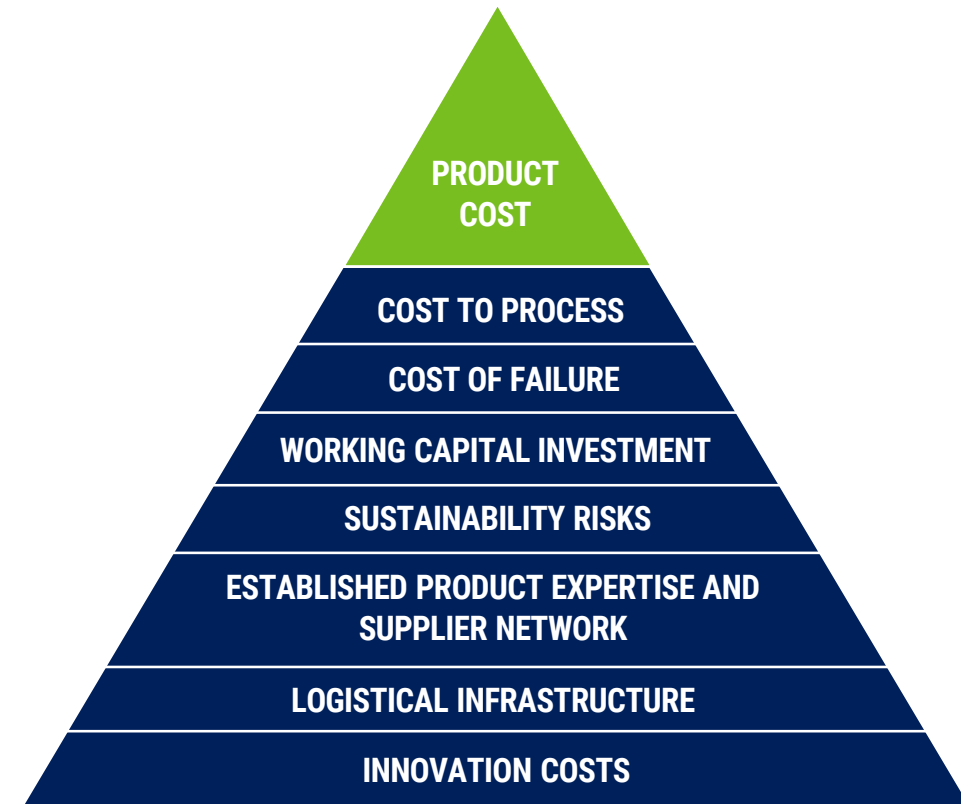 PRODUCT
COST
COST TO PROCESS
COST OF FAILURE
WORKING CAPITAL INVESTMENT
SUSTAINABILITY RISKS
ESTABLISHED PRODUCT EXPERTISE AND
SUPPLIER NETWORK
LOGISTICAL INFRASTRUCTURE
INNOVATION COSTS